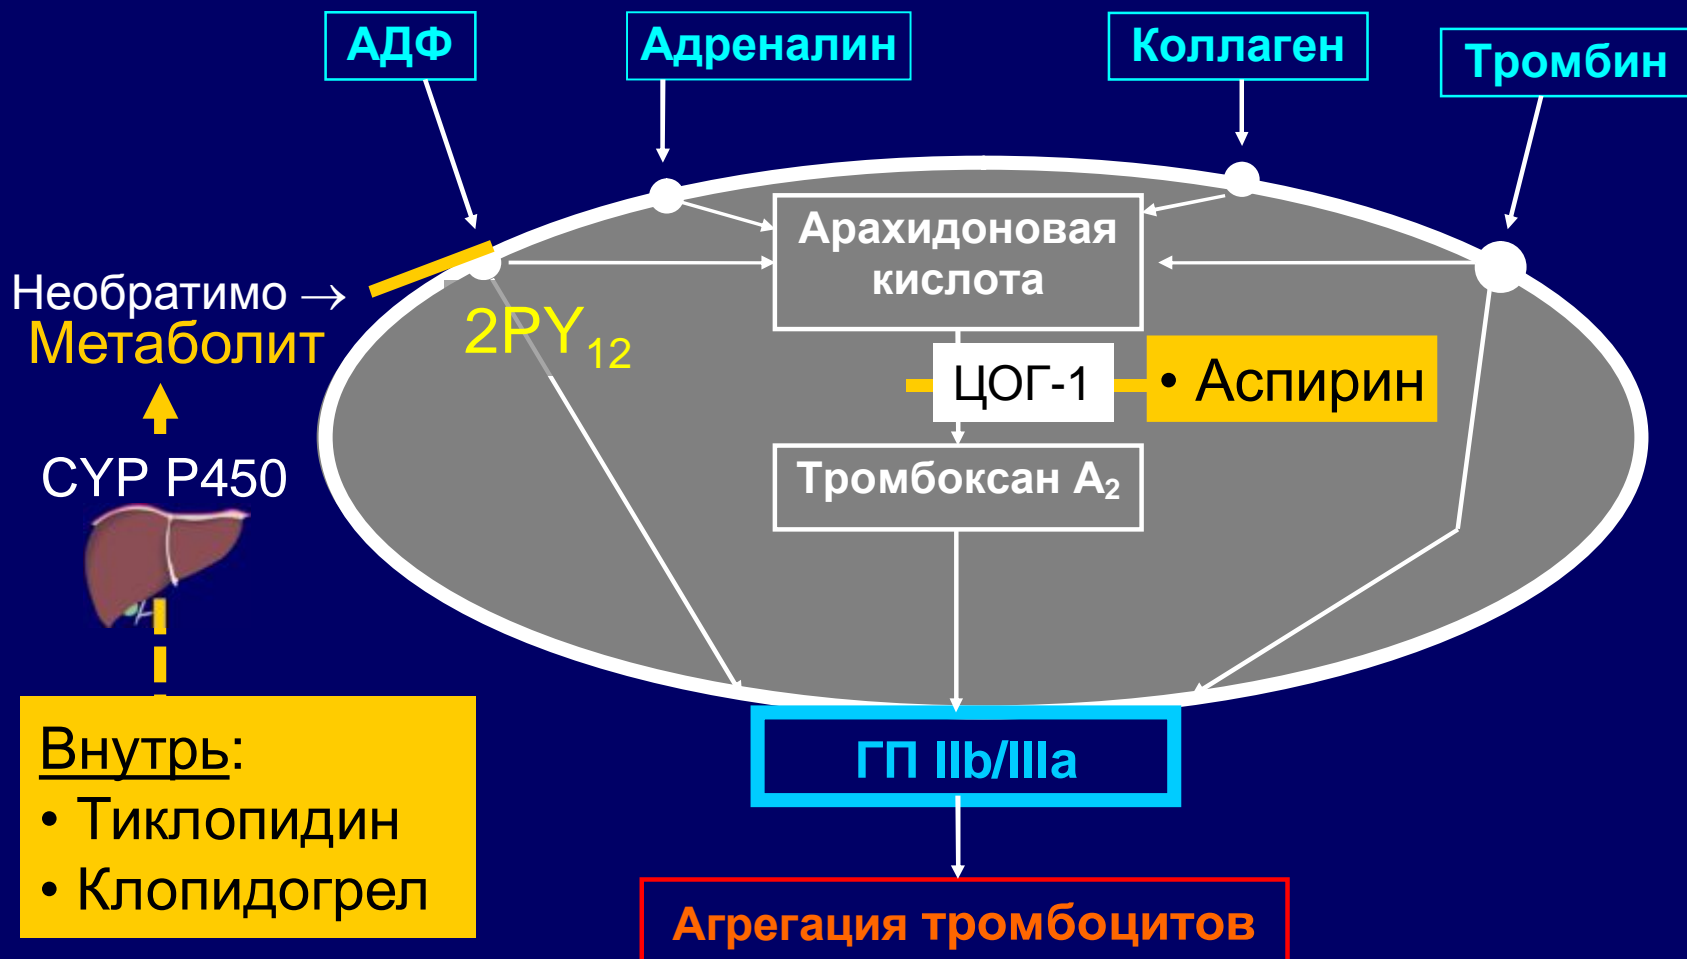 АДФ
Адреналин
Коллаген
Тромбин
Арахидоновая
кислота
Необратимо →
Метаболит
2PY₁₂
ЦОГ-1
• Аспирин
CYP P450
Тромбоксан А₂
Внутрь:
• Тиклопидин
• Клопидогрел
ГП IIb/IIIa
Агрегация тромбоцитов